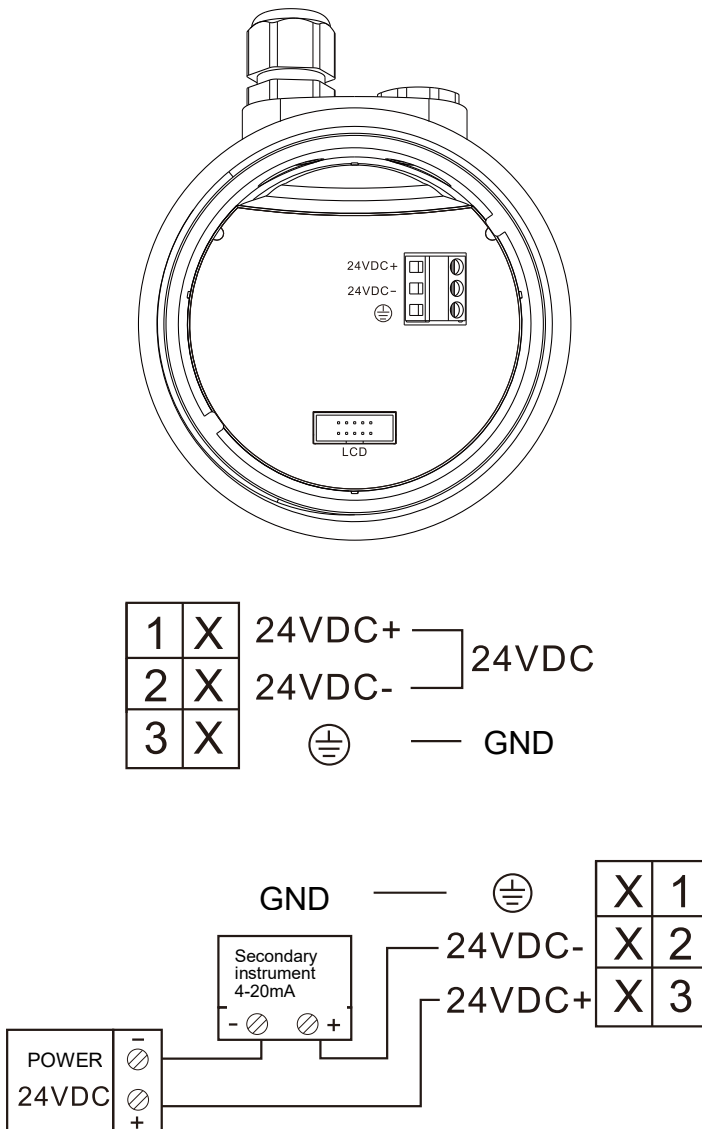 24VDC+
24VDC-
LCD
1 X 24VDC+
24VDC
2 X 24VDC-
3 X GND
GND X 1
24VDC- X 2
24VDC+ X 3
Secondary
instrument
4-20mA
- +
POWER -
24VDC
+